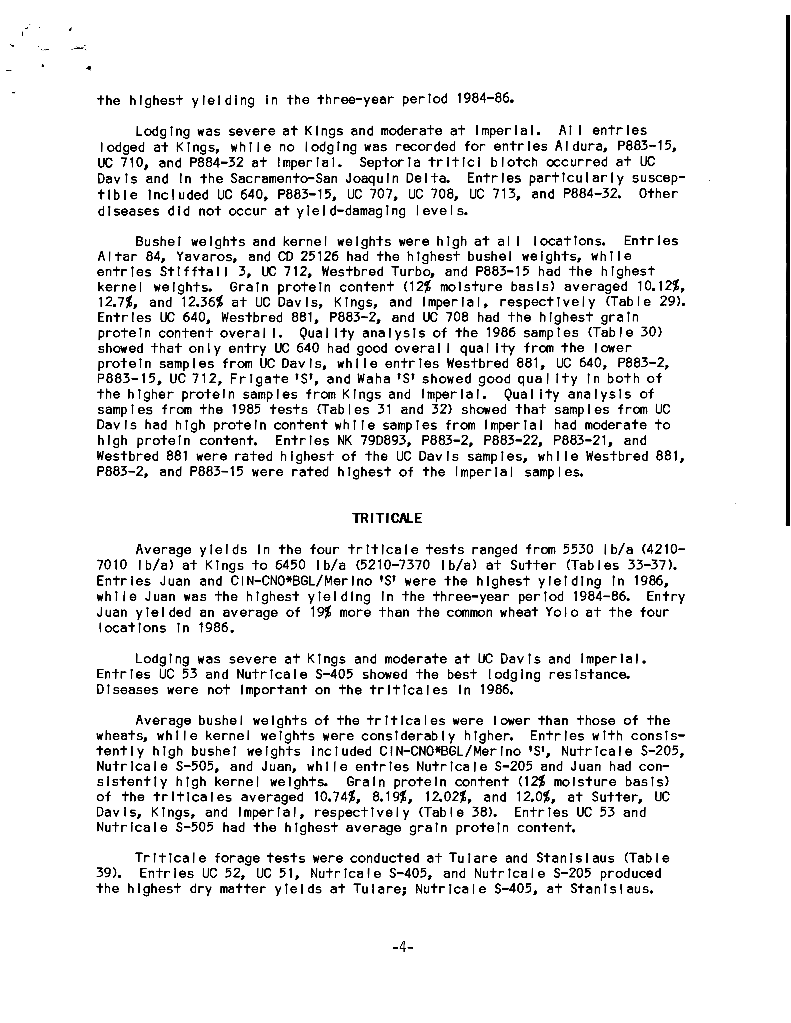 the highest yielding in the three-year period 1984-86.
Lodging was severe at Kings and moderate at Imperial. All entries
lodged at Kings, while no lodging was recorded for entries Aldura, P883-15,
UC 710, and P884-32 at Imperial. Septoria tritici blotch occurred at UC
Davis and in the Sacramento-San Joaquin Delta. Entries particularly suscep-
tible included UC 640, P883-15, UC 707, UC 708, UC 713, and P884-32. Other
diseases did not occur at yield-damaging levels.
Bushel weights and kernel weights were high at all locations. Entries
Altar 84, Yavaros, and CD 25126 had the highest bushel weights, while
entries Stifftail 3, UC 712, Westbred Turbo, and P883-15 had the highest
kernel weights. Grain protein content (12% moisture basis) averaged 10.12%,
12.7%, and 12.36% at UC Davis, Kings, and Imperial, respectively (Table 29).
Entries UC 640, Westbred 881, P883-2, and UC 708 had the highest grain
protein content overall. Quality analysis of the 1986 samples (Table 30)
showed that only entry UC 640 had good overall quality from the lower
protein samples from UC Davis, while entries Westbred 881, UC 640, P883-2,
P883-15, UC 712, Frigate 'S', and Waha 'S' showed good quality in both of
the higher protein samples from Kings and Imperial. Quality analysis of
samples from the 1985 tests (Tables 31 and 32) showed that samples from UC
Davis had high protein content while samples from Imperial had moderate to
high protein content. Entries NK 79D893, P883-2, P883-22, P883-21, and
Westbred 881 were rated highest of the UC Davis samples, while Westbred 881,
P883-2, and P883-15 were rated highest of the Imperial samples.
TRITICALE
Average yields in the four triticale tests ranged from 5530 lb/a (4210-
7010 lb/a) at Kings to 6450 lb/a (5210-7370 lb/a) at Sutter (Tables 33-37).
Entries Juan and CIN-CNO*BGL/Merino 'S' were the highest yielding in 1986,
while Juan was the highest yielding in the three-year period 1984-86. Entry
Juan yielded an average of 19% more than the common wheat Yolo at the four
locations in 1986.
Lodging was severe at Kings and moderate at UC Davis and Imperial.
Entries UC 53 and Nutricale S-405 showed the best lodging resistance.
Diseases were not important on the triticales in 1986.
Average bushel weights of the triticales were lower than those of the
wheats, while kernel weights were considerably higher. Entries with consis-
tently high bushel weights included CIN-CNO*BGL/Merino 'S', Nutricale S-205,
Nutricale S-505, and Juan, while entries Nutricale S-205 and Juan had con-
sistently high kernel weights. Grain protein content (12% moisture basis)
of the triticales averaged 10.74%, 8.19%, 12.02%, and 12.0%, at Sutter, UC
Davis, Kings, and Imperial, respectively (Table 38). Entries UC 53 and
Nutricale S-505 had the highest average grain protein content.
Triticale forage tests were conducted at Tulare and Stanislaus (Table
39). Entries UC 52, UC 51, Nutricale S-405, and Nutricale S-205 produced
the highest dry matter yields at Tulare; Nutricale S-405, at Stanislaus.
-4-